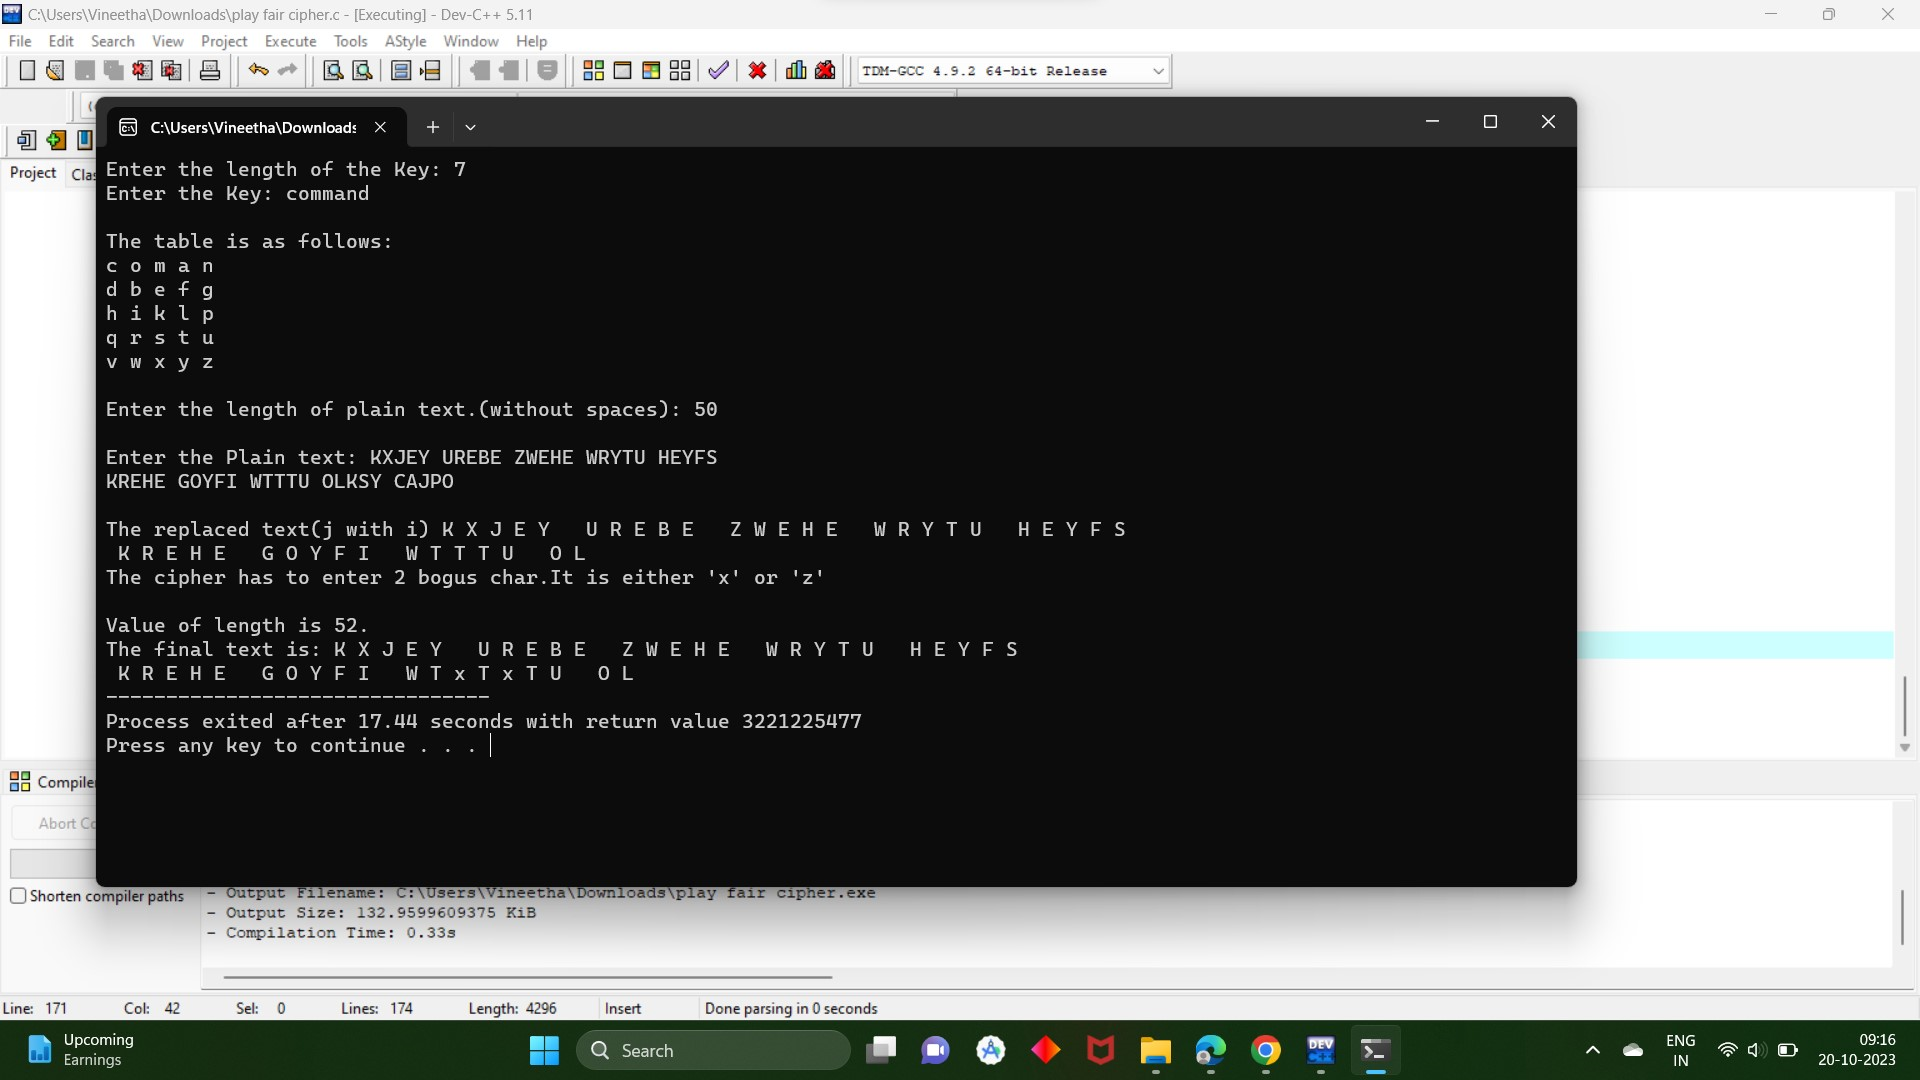 C:\Users\Vineetha\Downloads\play fair cipher.c - [Executing] - Dev-C++ 5.11
File Edit Search View Project Execute Tools AStyle Window Help
TDM-GCC 4.9.2 64-bit Release
C:\Users\Vineetha\Downloads
Project
Enter the length of the Key: 7
Enter the Key: command
The table is as follows:
c o m a n
d b e f g
h i k l p
q r s t u
v w x y z
Enter the length of plain text.(without spaces): 50
Enter the Plain text: KXJEY UREBE ZWEHE WRYTU HEYFS
KREHE GOYFI WTTTU OLKSY CAJPO
The replaced text(j with i) K X J E Y   U R E B E   Z W E H E   W R Y T U   H E Y F S
K R E H E   G O Y F I   W T T T U   O L
The cipher has to enter 2 bogus char.It is either 'x' or 'z'
Value of length is 52.
The final text is: K X J E Y   U R E B E   Z W E H E   W R Y T U   H E Y F S
K R E H E   G O Y F I   W T x T x T U   O L
--------------------------------
Process exited after 17.44 seconds with return value 3221225477
Press any key to continue . . .
Compiler
Abort
Shorten compiler paths
- Output Filename: C:\Users\Vineetha\Downloads\play fair cipher.exe
- Output Size: 132.9599609375 KiB
- Compilation Time: 0.33s
Line: 171 Col: 42 Sel: 0 Lines: 174 Length: 4296 Insert Done parsing in 0 seconds
Upcoming
Earnings
Search
DEV
ENG
IN
09:16
20-10-2023